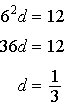 6²d = 12
36d = 12
d = 1/3